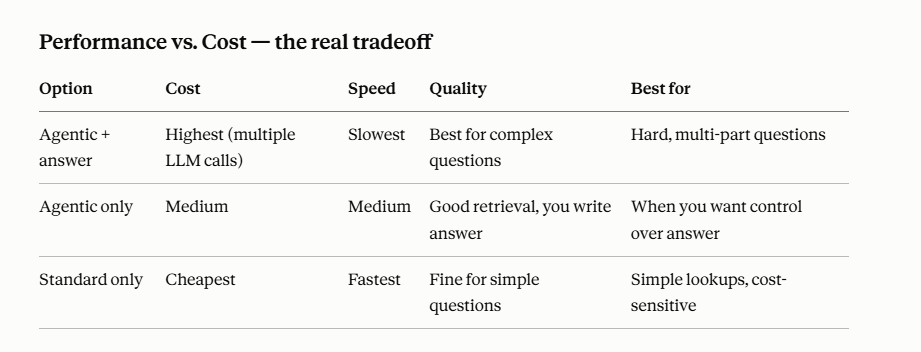 Performance vs. Cost — the real tradeoff
Option Cost Speed Quality Best for
Agentic + Highest (multiple Slowest Best for complex Hard, multi-part questions
answer LLM calls) questions
Agentic only Medium Medium Good retrieval, you write When you want control
answer over answer
Standard only Cheapest Fastest Fine for simple Simple lookups, cost-
questions sensitive